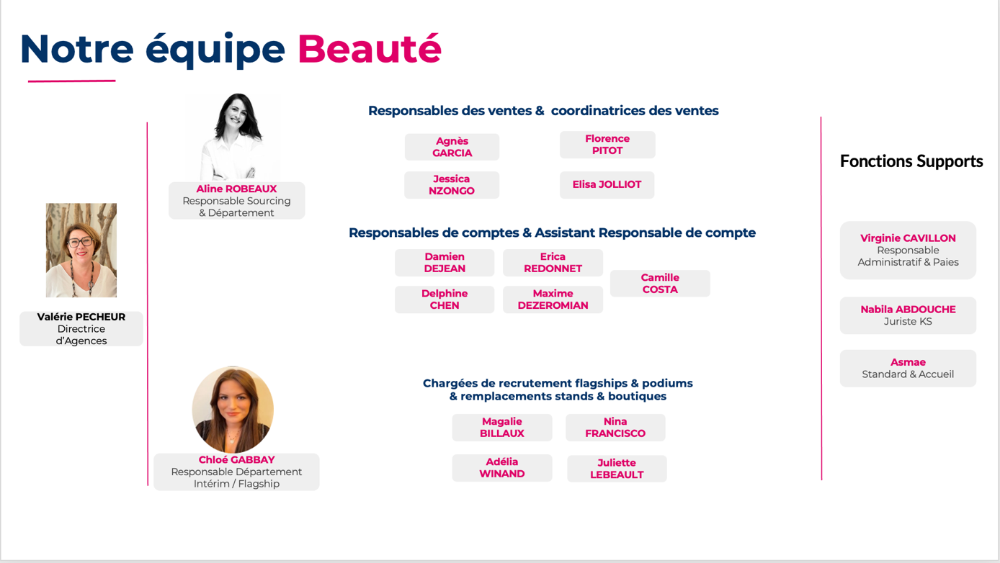 Notre équipe Beauté
Valérie PECHEUR
Directrice
d’Agences
Aline ROBEAUX
Responsable Sourcing
& Département
Responsables des ventes & coordinatrices des ventes
Agnès
GARCIA
Florence
PITOT
Jessica
NZONGO
Elisa JOLLIOT
Responsables de comptes & Assistant Responsable de compte
Damien
DEJEAN
Erica
REDONNET
Camille
COSTA
Delphine
CHEN
Maxime
DEZEROMIAN
Chloé GABBAY
Responsable Département
Intérim / Flagship
Chargées de recrutement flagships & podiums
& remplacements stands & boutiques
Magalie
BILLAUX
Nina
FRANCISCO
Adélia
WINAND
Juliette
LEBEAULT
Fonctions Supports
Virginie CAVILLON
Responsable
Administratif & Paies
Nabila ABDOUCHE
Juriste KS
Asmae
Standard & Accueil